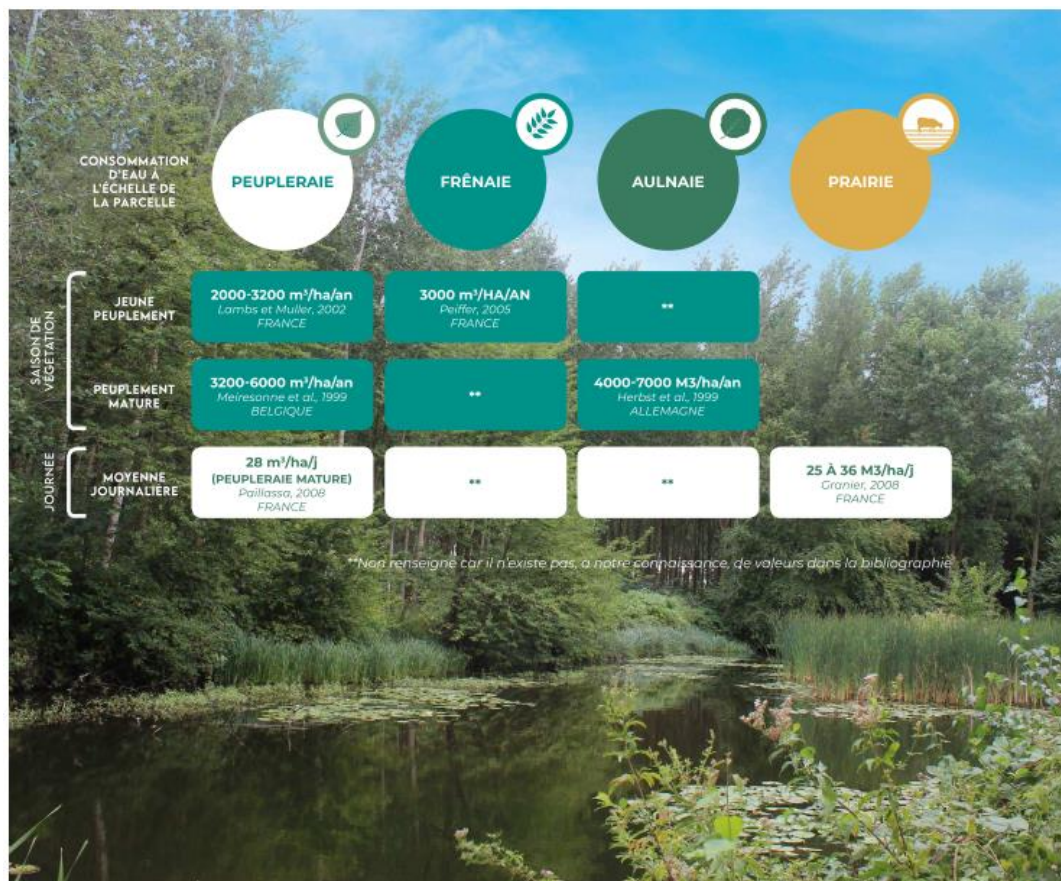 CONSOMMATION
D'EAU À
L'ÉCHELLE DE
LA PARCELLE
PEUPLERAIE
FRÊNAIE
AULNAIE
PRAIRIE
SAISON DE
VÉGETATION
JEUNE
PEUPLEMENT
2000-3200 m³/ha/an
Lambs et Muller, 2002
FRANCE
3000 m³/HA/AN
Peiffer, 2005
FRANCE
**
PEUPLEMENT
MATURE
3200-6000 m³/ha/an
Meiresonne et al., 1999
BELGIQUE
**
4000-7000 M3/ha/an
Herbst et al., 1999
ALLEMAGNE
JOURNÉE
MOYENNE
JOURNALIÈRE
28 m³/ha/j
(PEUPLERAIE MATURE)
Paillassa, 2008
FRANCE
**
**
25 À 36 M3/ha/j
Granier, 2008
FRANCE
**Non renseigné car il n'existe pas, a notre connaissance, de valeurs dans la bibliographie